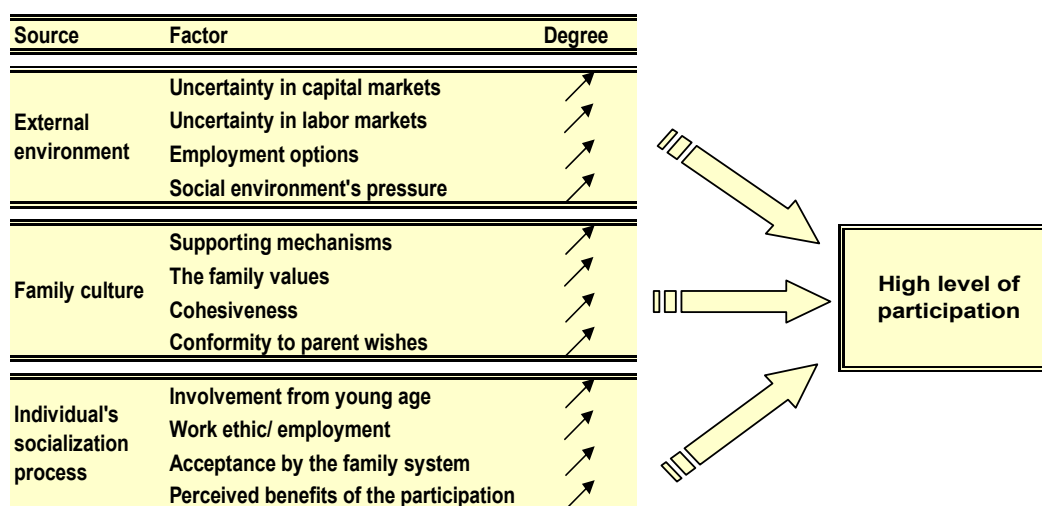 Source Factor Degree
External environment
Uncertainty in capital markets
Uncertainty in labor markets
Employment options
Social environment's pressure
Family culture
Supporting mechanisms
The family values
Cohesiveness
Conformity to parent wishes
Individual's
socialization
process
Involvement from young age
Work ethic/ employment
Acceptance by the family system
Perceived benefits of the participation
High level of
participation